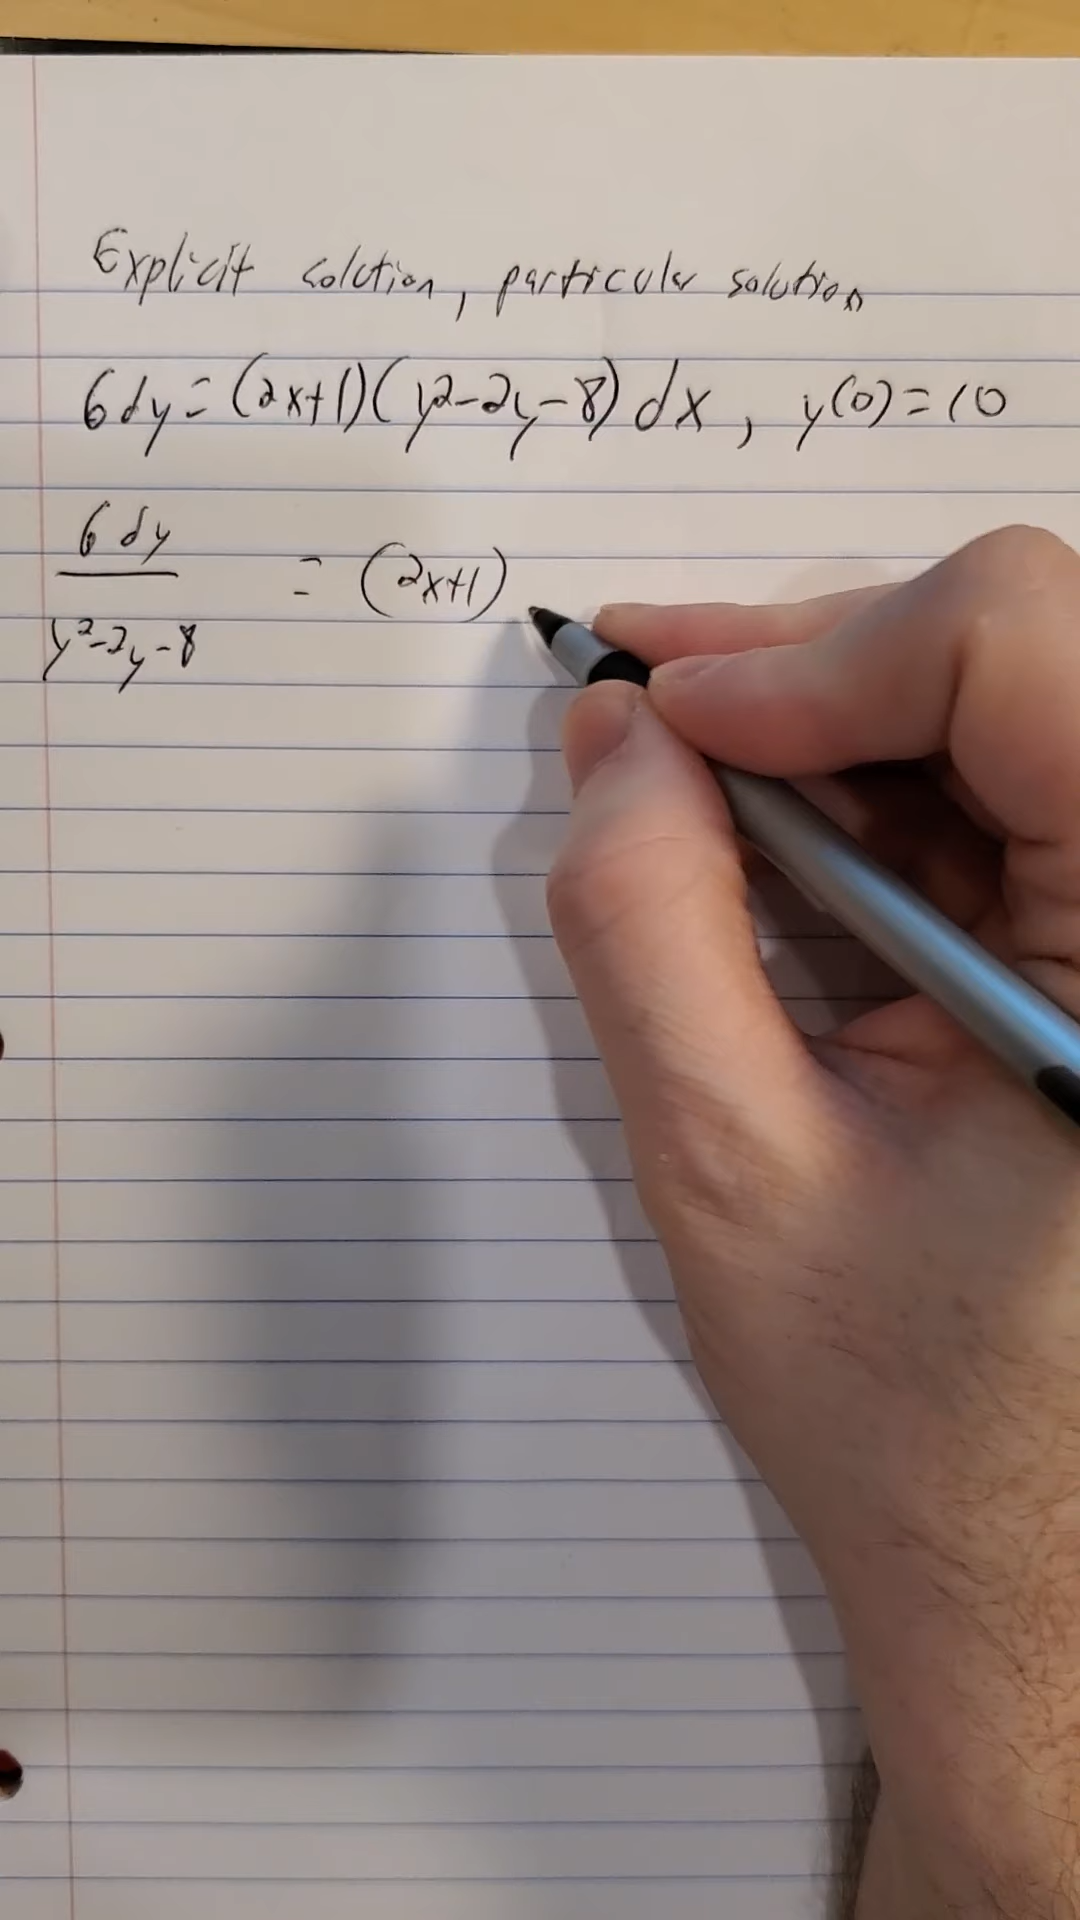 Explicit solution, particular solution
6dy = (2x+1)(y²-2y-8) dx, y(0)=10
6dy / y²-2y-8 = (2x+1)